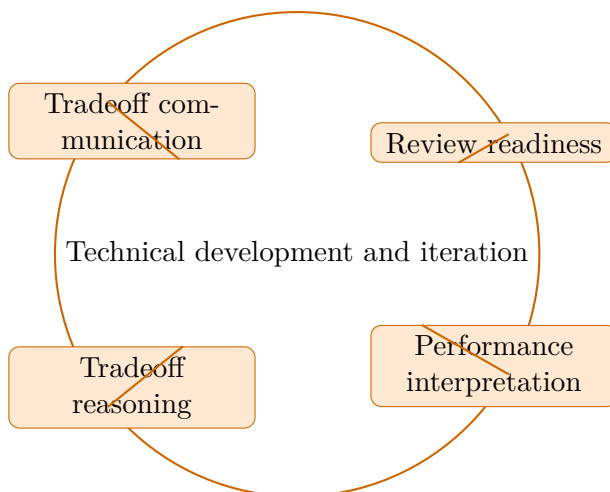 Tradeoff com-
munication
Review readiness
Technical development and iteration
Tradeoff
reasoning
Performance
interpretation